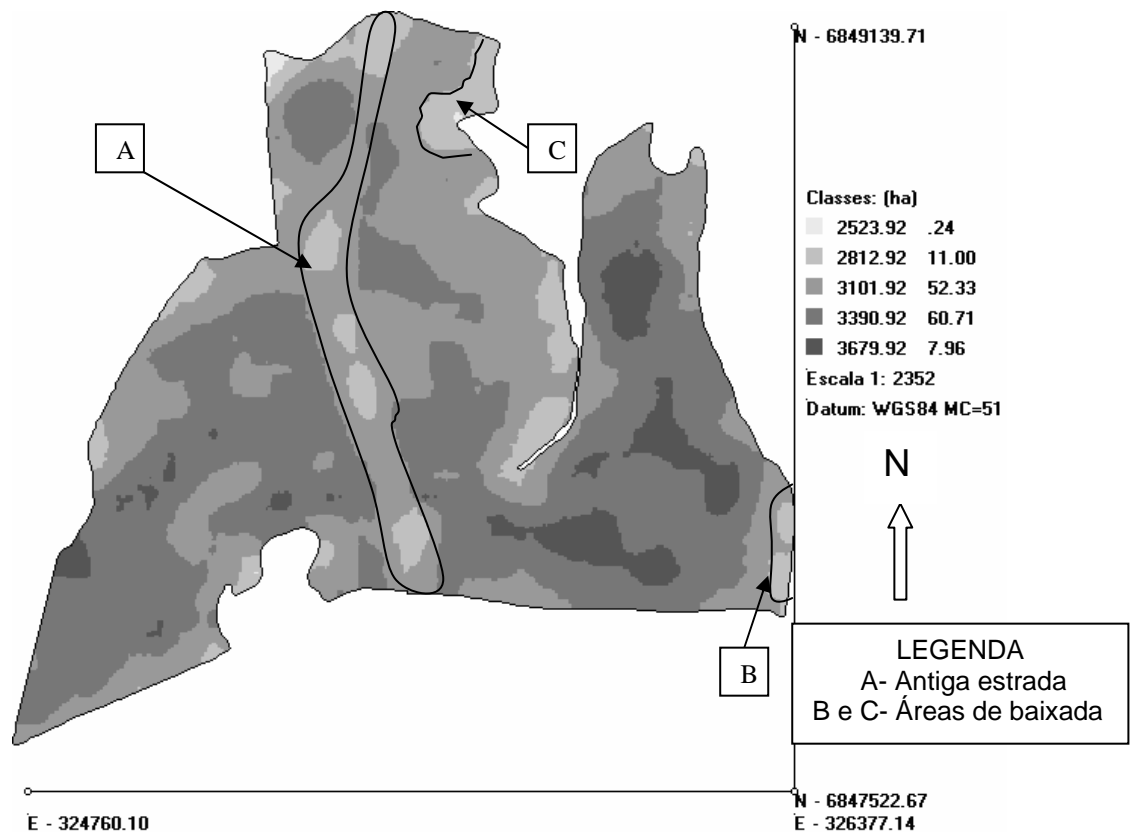 N - 6849139.71
A
C
Classes: (ha)
2523.92 .24
2812.92 11.00
3101.92 52.33
3390.92 60.71
3679.92 7.96
Escala 1: 2352
Datum: WGS84 MC=51
N
B
LEGENDA
A- Antiga estrada
B e C- Áreas de baixada
N - 6847522.67
E - 324760.10
E - 326377.14